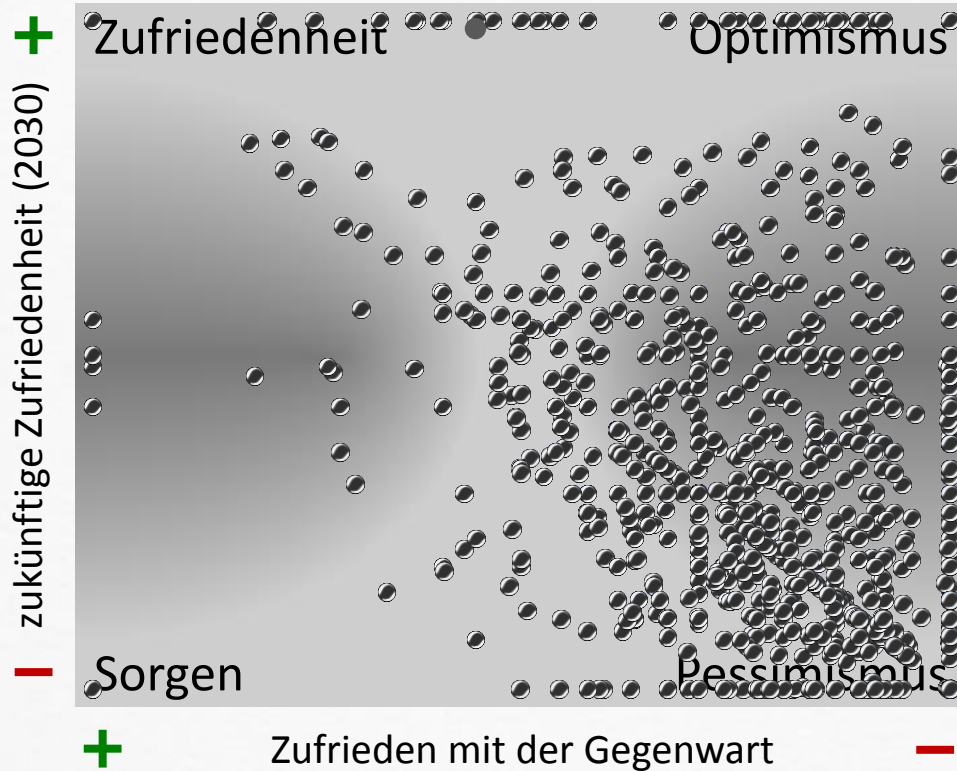 + Zufriedenheit Optimismus
zukünftige Zufriedenheit (2030)
− Sorgen Pessimismus
+ Zufrieden mit der Gegenwart −